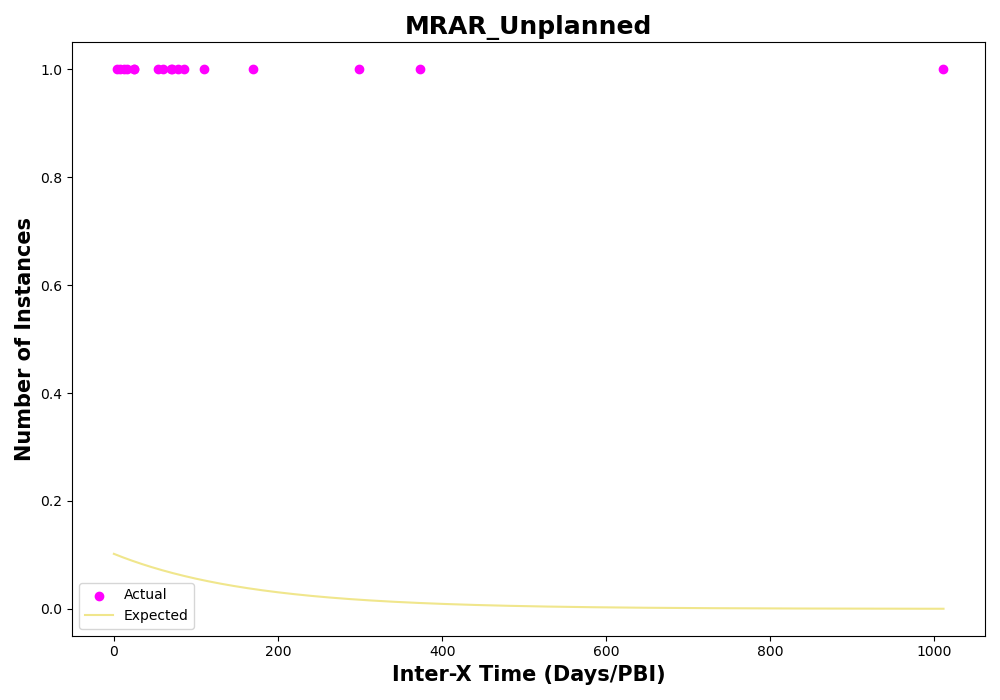 MRAR_Unplanned
Number of Instances
1.0
0.8
0.6
0.4
0.2
0.0
Actual
Expected
0 200 400 600 800 1000
Inter-X Time (Days/PBI)